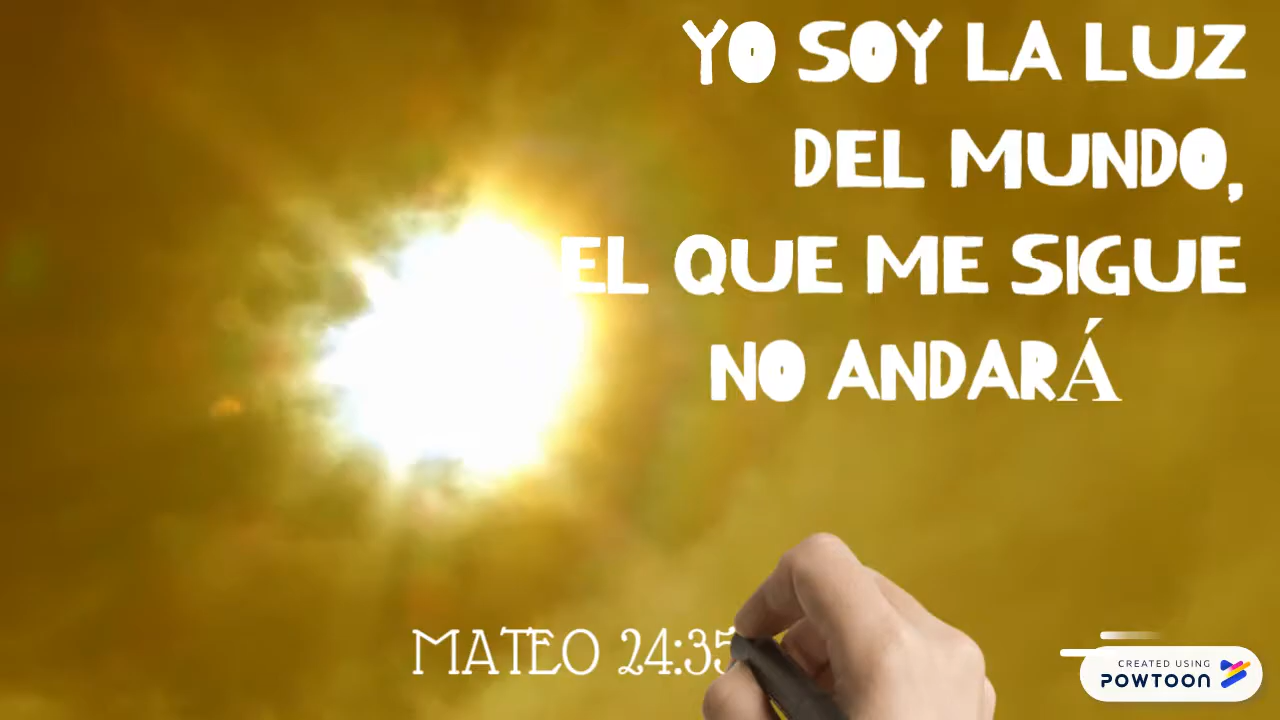 YO SOY LA LUZ
DEL MUNDO,
EL QUE ME SIGUE
NO ANDARÁ
MATEO 24:35
CREATED USING
POWTOON